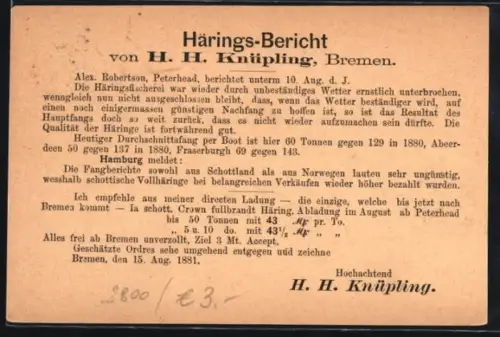 Härings-Bericht
von H. H. Knüpling, Bremen.
Alex. Robertson, Peterhead, berichtet unterm 10. Aug. d. J.
Die Häringsfischerei war wieder durch unbeständiges Wetter ernstlich unterbrochen,
wenngleich nun nicht ausgeschlossen bleibt, dass, wenn das Wetter beständiger wird, auf
einen noch einigermassen günstigen Nachfang zu hoffen ist, so ist das Resultat des
Hauptfangs doch so weit zurück, dass es nicht wieder aufzumachen sein dürfte. Die
Qualität der Häringe ist fortwährend gut.
Heutiger Durchschnittsfang per Boot ist hier 60 Tonnen gegen 129 in 1880, Abeer-
deen 50 gegen 137 in 1880, Fraserburgh 69 gegen 143.
Hamburg meldet:
Die Fangberichte sowohl aus Schottland als aus Norwegen lauten sehr ungünstig,
wesshalb schottische Vollhäringe bei belangreichen Verkäufen wieder höher bezahlt wurden.
Ich empfehle aus meiner directen Ladung — die einzige, welche bis jetzt nach
Bremen kommt — Ia schott. Crown fullbrandt Häring. Abladung im August ab Peterhead
bis 50 Tonnen mit 43 Mk pr. To.
„ 5 u. 10 do. mit 43½ Mk „ „
Alles frei ab Bremen unverzollt, Ziel 3 Mt. Accept.
Geschätzte Ordres sehe umgehend entgegen und zeichne
Bremen, den 15. Aug. 1881.
Hochachtend
H. H. Knüpling.
/ € 3.-